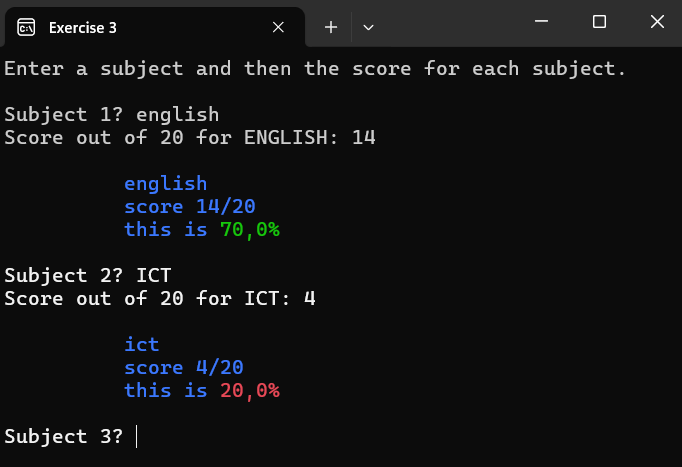 Exercise 3
Enter a subject and then the score for each subject.
Subject 1? english
Score out of 20 for ENGLISH: 14
english
score 14/20
this is 70,0%
Subject 2? ICT
Score out of 20 for ICT: 4
ict
score 4/20
this is 20,0%
Subject 3?